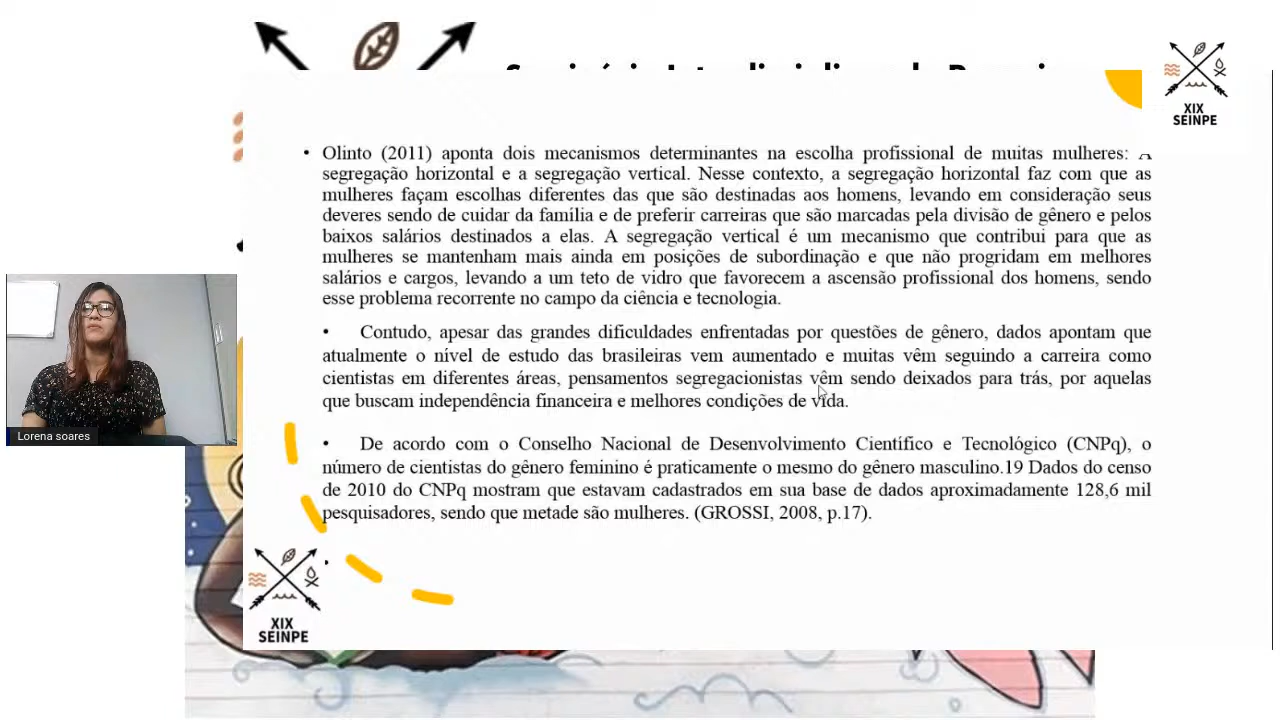 XIX
SEINPE
• Olinto (2011) aponta dois mecanismos determinantes na escolha profissional de muitas mulheres: A
segregação horizontal e a segregação vertical. Nesse contexto, a segregação horizontal faz com que as
mulheres façam escolhas diferentes das que são destinadas aos homens, levando em consideração seus
deveres sendo de cuidar da família e de preferir carreiras que são marcadas pela divisão de gênero e pelos
baixos salários destinados a elas. A segregação vertical é um mecanismo que contribui para que as
mulheres se mantenham mais ainda em posições de subordinação e que não progridam em melhores
salários e cargos, levando a um teto de vidro que favorecem a ascensão profissional dos homens, sendo
esse problema recorrente no campo da ciência e tecnologia.
• Contudo, apesar das grandes dificuldades enfrentadas por questões de gênero, dados apontam que
atualmente o nível de estudo das brasileiras vem aumentado e muitas vêm seguindo a carreira como
cientistas em diferentes áreas, pensamentos segregacionistas vêm sendo deixados para trás, por aquelas
que buscam independência financeira e melhores condições de vida.
Lorena soares
• De acordo com o Conselho Nacional de Desenvolvimento Científico e Tecnológico (CNPq), o
número de cientistas do gênero feminino é praticamente o mesmo do gênero masculino.19 Dados do censo
de 2010 do CNPq mostram que estavam cadastrados em sua base de dados aproximadamente 128,6 mil
pesquisadores, sendo que metade são mulheres. (GROSSI, 2008, p.17).
XIX
SEINPE